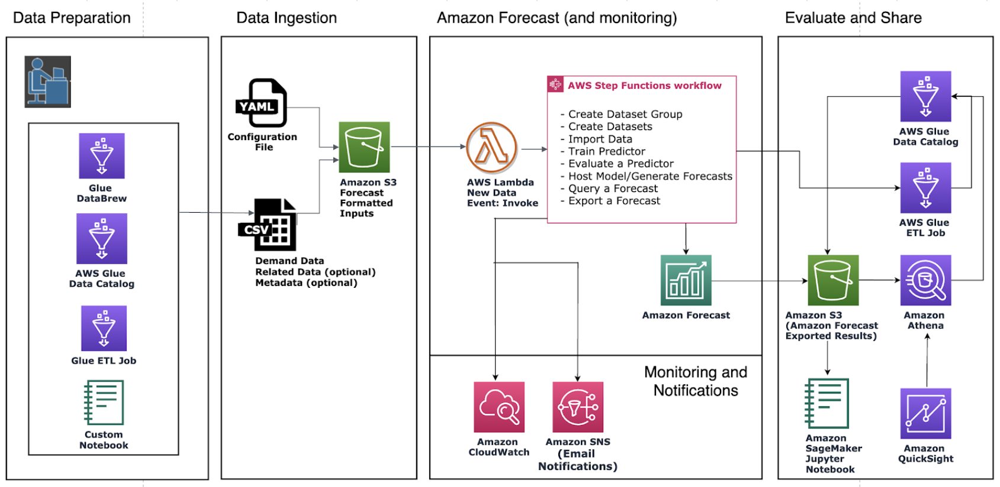 Data Preparation
Glue
DataBrew
AWS Glue
Data Catalog
Glue ETL Job
Custom
Notebook
Data Ingestion
YAML
Configuration
File
CSV
Demand Data
Related Data (optional)
Metadata (optional)
Amazon S3
Forecast
Formatted
Inputs
Amazon Forecast (and monitoring)
AWS Lambda
New Data
Event: Invoke
AWS Step Functions workflow
- Create Dataset Group
- Create Datasets
- Import Data
- Train Predictor
- Evaluate a Predictor
- Host Model/Generate Forecasts
- Query a Forecast
- Export a Forecast
Amazon Forecast
Monitoring and
Notifications
Amazon
CloudWatch
Amazon SNS
(Email
Notifications)
Evaluate and Share
AWS Glue
Data Catalog
AWS Glue
ETL Job
Amazon S3
(Amazon Forecast
Exported Results)
Amazon
Athena
Amazon
SageMaker
Jupyter
Notebook
Amazon
QuickSight